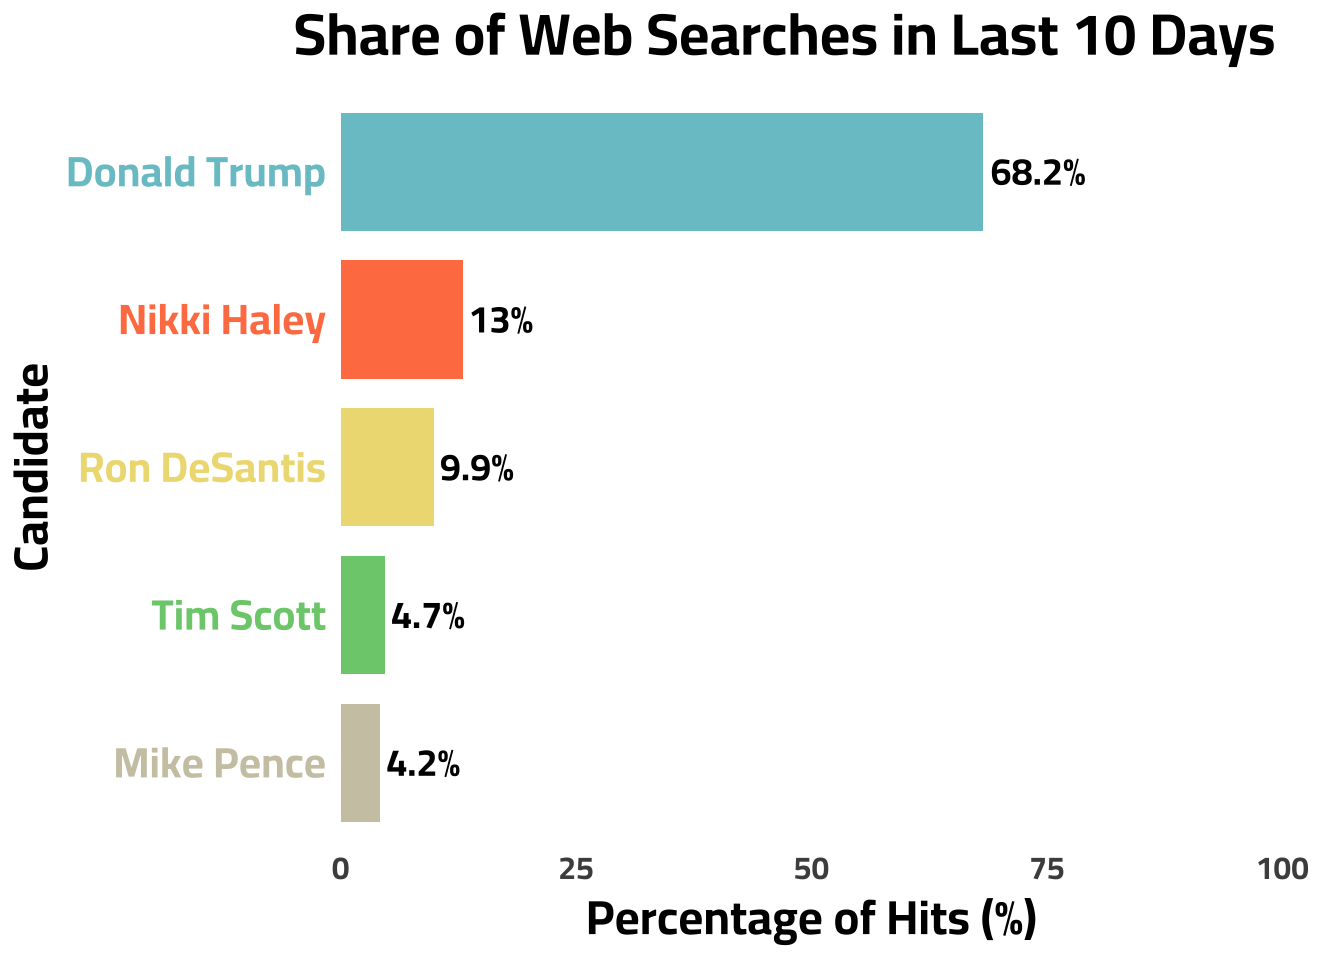 Share of Web Searches in Last 10 Days
Candidate
Donald Trump 68.2%
Nikki Haley 13%
Ron DeSantis 9.9%
Tim Scott 4.7%
Mike Pence 4.2%
0 25 50 75 100
Percentage of Hits (%)